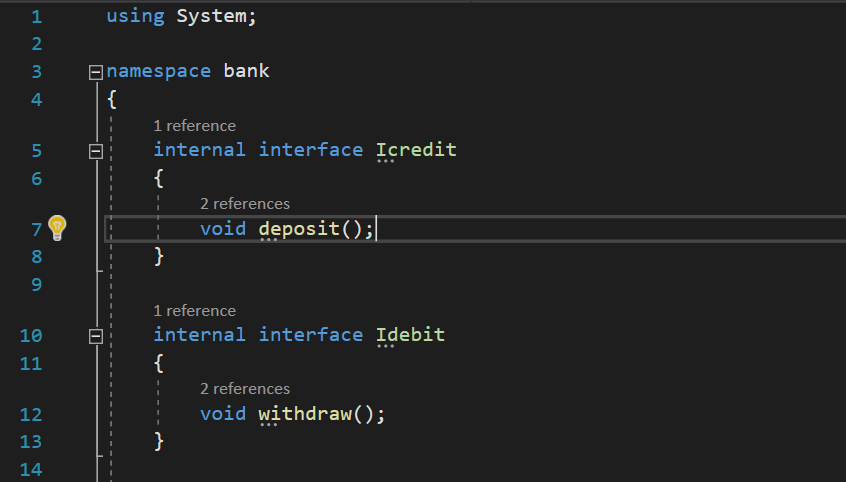 1 using System;
2
3 namespace bank
4 {
1 reference
5 internal interface Icredit
6 {
2 references
7 void deposit();
8 }
9
1 reference
10 internal interface Idebit
11 {
2 references
12 void withdraw();
13 }
14